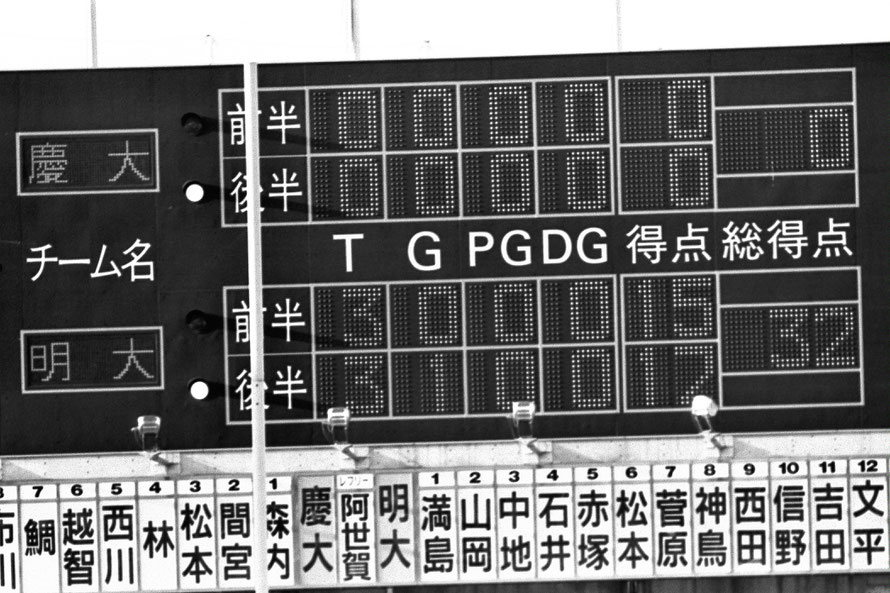 前半 0 0 0 0 0
慶大 0
後半 0 0 0 0 0
チーム名 T G PG DG 得点 総得点
前半 3 0 0 0 15
明大 32
後半 3 1 0 0 17
7 6 5 4 3 2 1 レフリー 1 2 3 4 5 6 7 8 9 10 11 12
市川 鯛 越智 西川 林 松本 間宮 森内 慶大 阿世賀 明大 満島 山岡 中地 石井 赤塚 松本 菅原 神鳥 西田 信野 吉田 文平